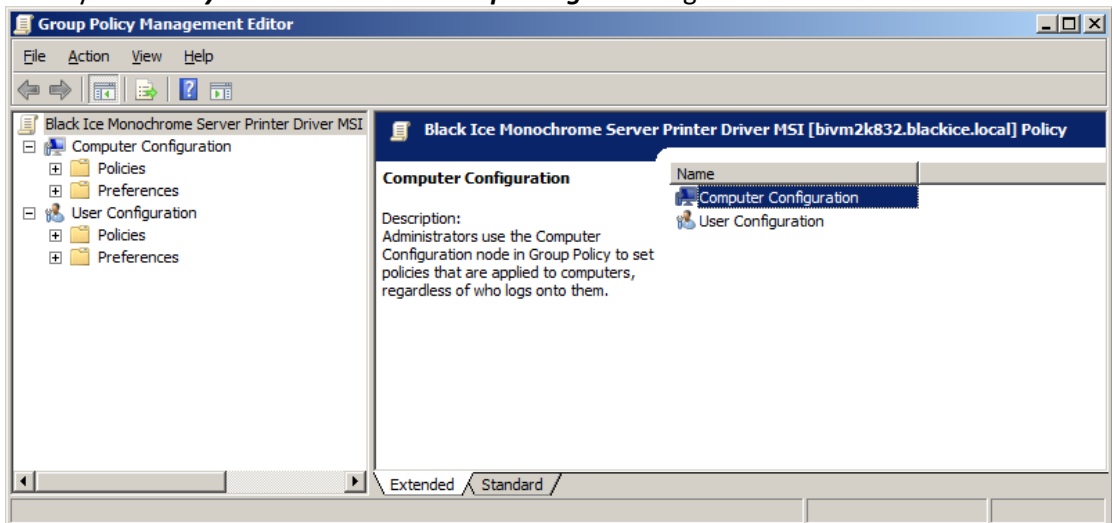 Group Policy Management Editor
File Action View Help
Black Ice Monochrome Server Printer Driver MSI
Computer Configuration
Policies
Preferences
User Configuration
Policies
Preferences
Black Ice Monochrome Server Printer Driver MSI [bivm2k832.blackice.local] Policy
Computer Configuration
Description:
Administrators use the Computer
Configuration node in Group Policy to set
policies that are applied to computers,
regardless of who logs onto them.
Name
Computer Configuration
User Configuration
Extended Standard